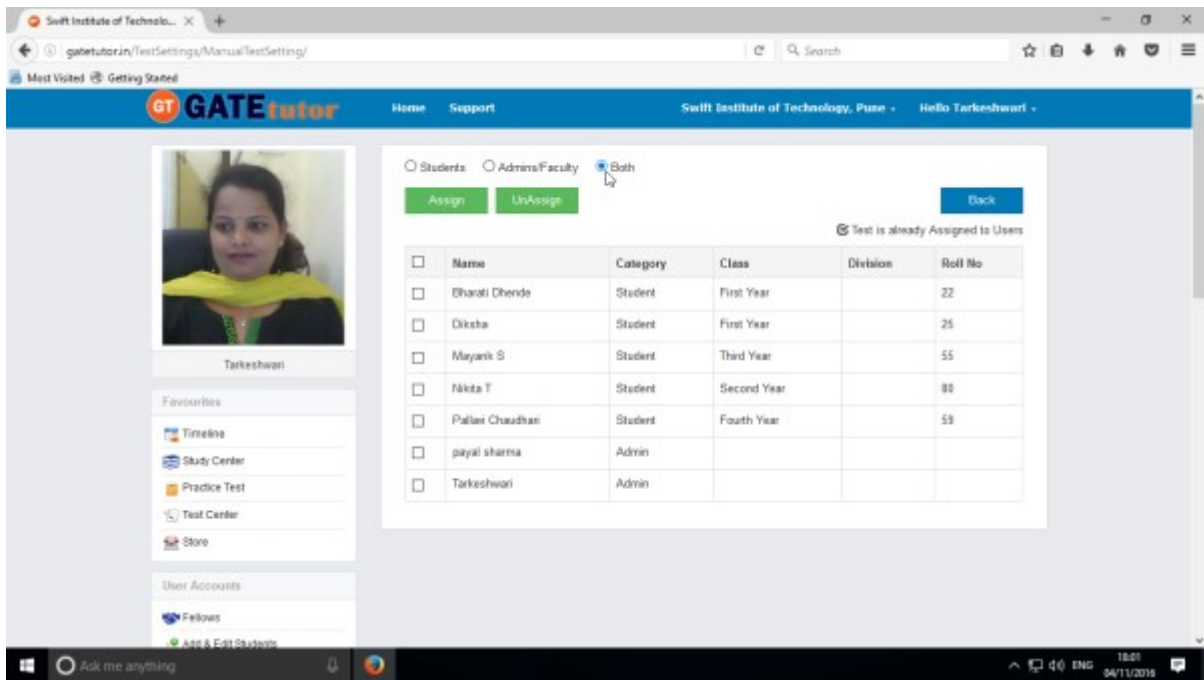 Swift Institute of Technolo...
gatetutor.in/TestSettings/ManualTestSetting/
Search
Most Visited Getting Started
GT GATEtutor Home Support Swift Institute of Technology, Pune Hello Tarkeshwari
Students Admins/Faculty Both
Assign UnAssign Back
Test is already Assigned to Users
Name Category Class Division Roll No
Bharati Dhende Student First Year 22
Diksha Student First Year 25
Mayank S Student Third Year 55
Nikita T Student Second Year 80
Pallavi Chaudhari Student Fourth Year 59
payal sharma Admin
Tarkeshwari Admin
Tarkeshwari
Favourites
Timeline
Study Center
Practice Test
Test Center
Store
User Accounts
Fellows
Add & Edit Students
Ask me anything
ENG
18:01
04/11/2016